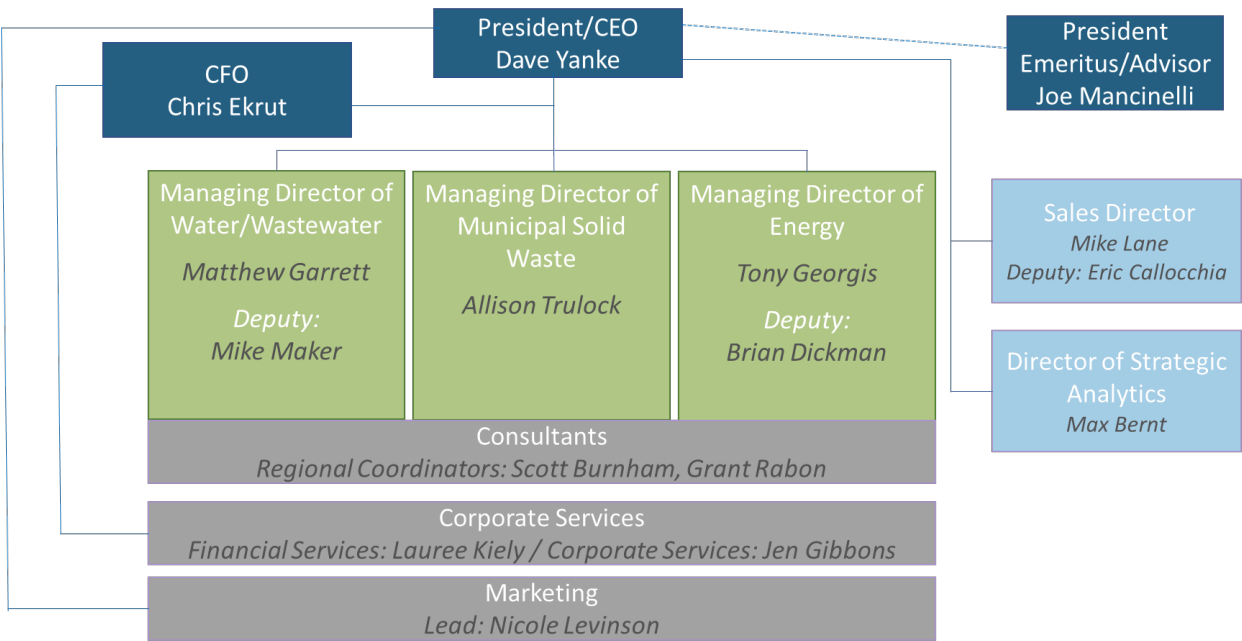 President/CEO
Dave Yanke
President
Emeritus/Advisor
Joe Mancinelli
CFO
Chris Ekrut
Managing Director of
Water/Wastewater
Matthew Garrett
Deputy:
Mike Maker
Managing Director of
Municipal Solid
Waste
Allison Trulock
Managing Director of
Energy
Tony Georgis
Deputy:
Brian Dickman
Sales Director
Mike Lane
Deputy: Eric Callocchia
Director of Strategic
Analytics
Max Bernt
Consultants
Regional Coordinators: Scott Burnham, Grant Rabon
Corporate Services
Financial Services: Lauree Kiely / Corporate Services: Jen Gibbons
Marketing
Lead: Nicole Levinson